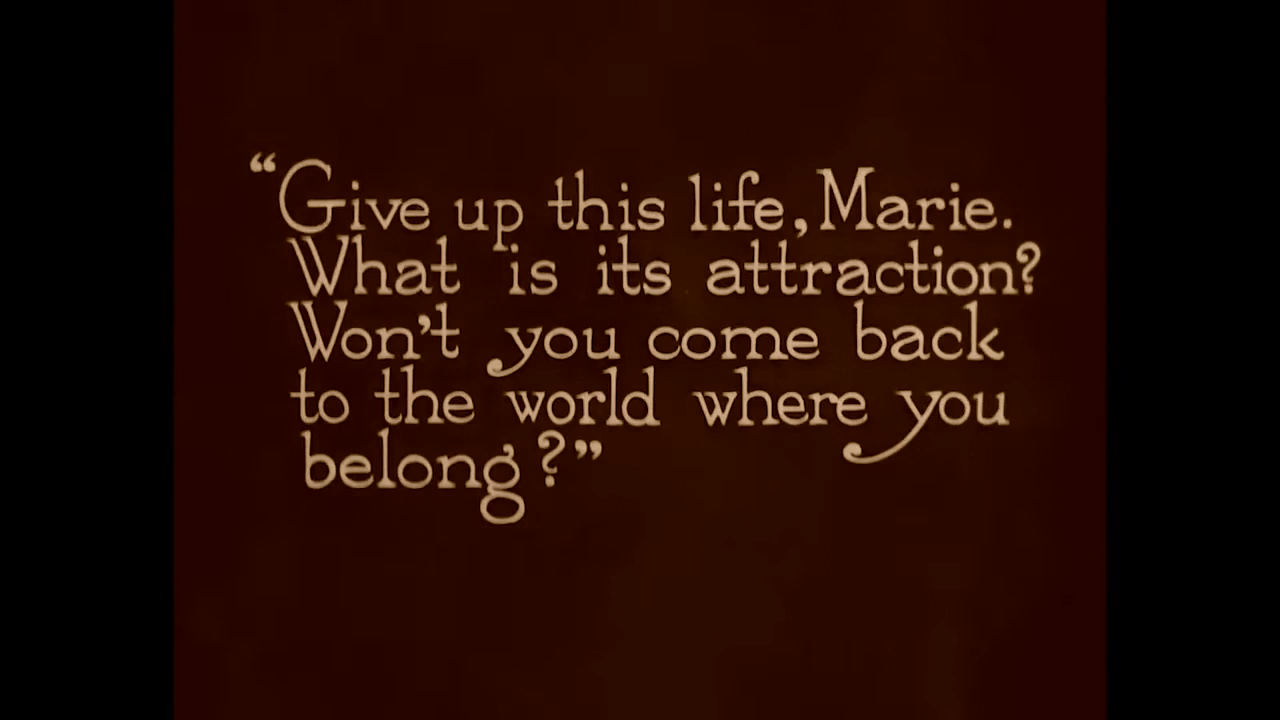 “Give up this life, Marie.
What is its attraction?
Won’t you come back
to the world where you
belong?”